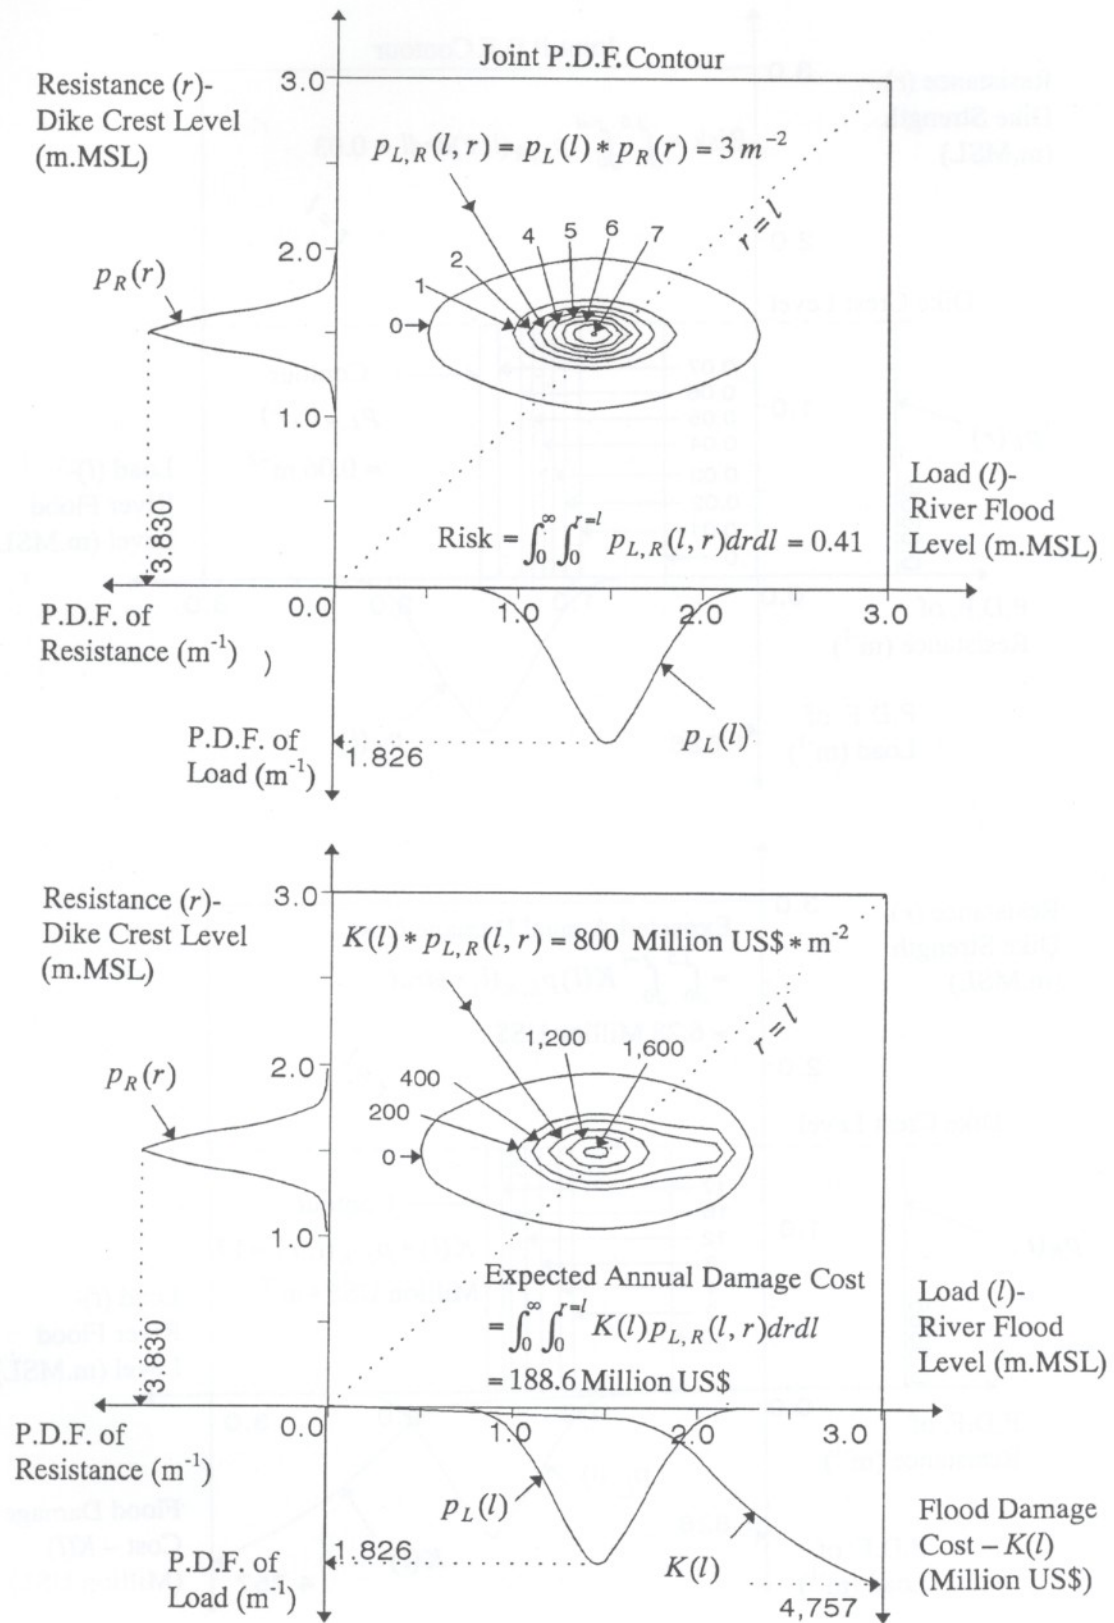 Joint P.D.F. Contour
Resistance (r)-
Dike Crest Level
(m.MSL)
3.0
p_{L,R}(l,r) = p_L(l) * p_R(r) = 3 m^{-2}
r = l
2.0
p_R(r)
0
1
2
4
5
6
7
1.0
3.830
Load (l)-
River Flood
Level (m.MSL)
Risk = ∫_0^∞ ∫_0^{r=l} p_{L,R}(l,r)drdl = 0.41
0.0
1.0
2.0
3.0
P.D.F. of
Resistance (m^{-1})
P.D.F. of
Load (m^{-1})
1.826
p_L(l)
Resistance (r)-
Dike Crest Level
(m.MSL)
3.0
K(l) * p_{L,R}(l,r) = 800 Million US$ * m^{-2}
r = l
2.0
p_R(r)
0
200
400
1,200
1,600
1.0
3.830
Expected Annual Damage Cost
= ∫_0^∞ ∫_0^{r=l} K(l)p_{L,R}(l,r)drdl
= 188.6 Million US$
Load (l)-
River Flood
Level (m.MSL)
0.0
1.0
2.0
3.0
P.D.F. of
Resistance (m^{-1})
p_L(l)
P.D.F. of
Load (m^{-1})
1.826
K(l)
4,757
Flood Damage
Cost – K(l)
(Million US$)